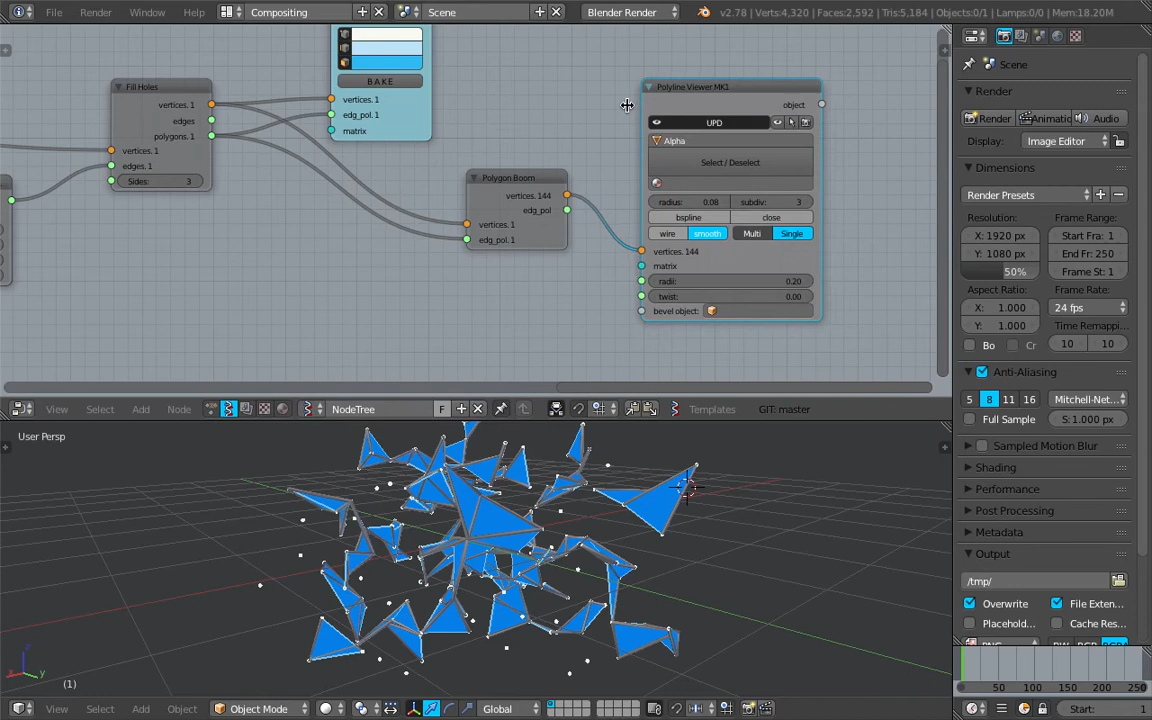 File Render Window Help Compositing Scene Blender Render v2.78 | Verts:4,320 | Faces:2,592 | Tris:5,184 | Objects:0/1 | Lamps:0/0 | Mem:18.20M
BAKE
vertices. 1
edg_pol. 1
matrix
Fill Holes
vertices. 1
edges
polygons. 1
vertices. 1
edges. 1
Sides: 3
Polygon Boom
vertices. 144
edg_pol
vertices. 1
edg_pol. 1
Polyline Viewer MK1
object
UPD
Alpha
Select / Deselect
radius: 0.08 subdiv: 3
bspline close
wire smooth Multi Single
vertices. 144
matrix
radii: 0.20
twist: 0.00
bevel object:
View Select Add Node NodeTree F Templates GIT: master
User Persp
(1)
x y
View Select Add Object Object Mode Global
Scene
Render
Render Animatic Audio
Display: Image Editor
Dimensions
Render Presets
Resolution: Frame Range:
X: 1920 px Start Fra: 1
Y: 1080 px End Fr: 250
50% Frame St: 1
Aspect Ratio: Frame Rate:
X: 1.000 24 fps
Y: 1.000 Time Remappi...
Bo Cr 10 10
Anti-Aliasing
5 8 11 16 Mitchell-Net...
Full Sample S: 1.000 px
Sampled Motion Blur
Shading
Performance
Post Processing
Metadata
Output
/tmp/
Overwrite File Exten...
Placehold... Cache Res...
50 100 150 200 250
Start: 1